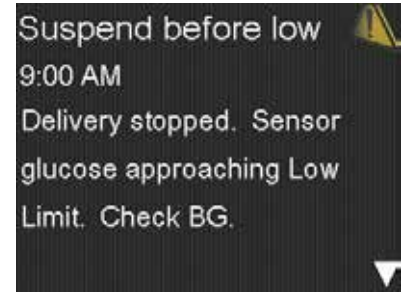 Suspend before low
9:00 AM
Delivery stopped. Sensor
glucose approaching Low
Limit. Check BG.